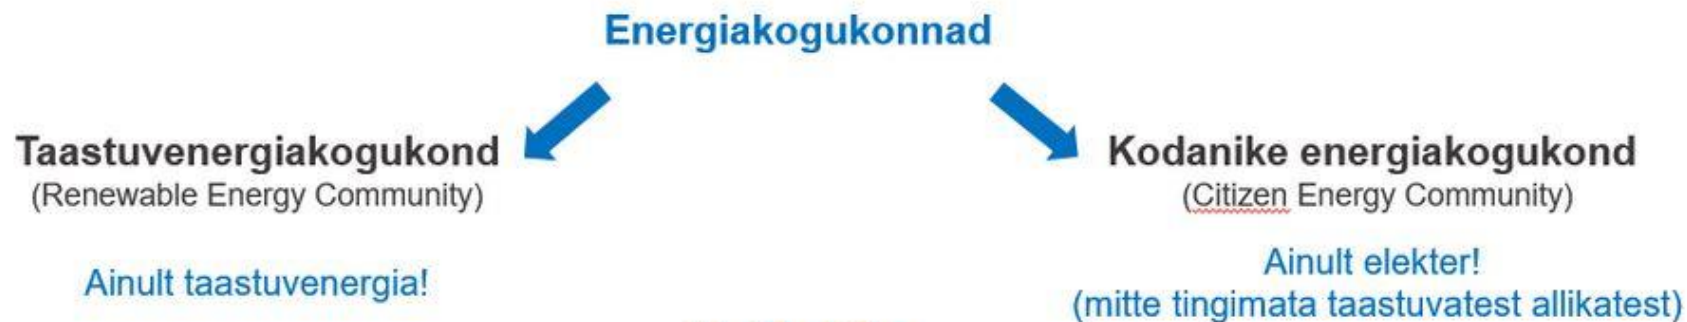 Energiakogukonnad
Taastuvenergiakogukond
(Renewable Energy Community)
Ainult taastuvenergia!
Kodanike energiakogukond
(Citizen Energy Community)
Ainult elekter!
(mitte tingimata taastuvatest allikatest)